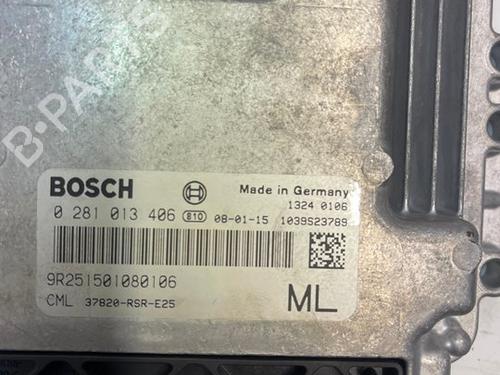 B-PARTS
BOSCH
Made in Germany
1324 0106
0 281 013 406 810 08-01-15 1039S23789
9R251501080106
CML 37820-RSR-E25
ML